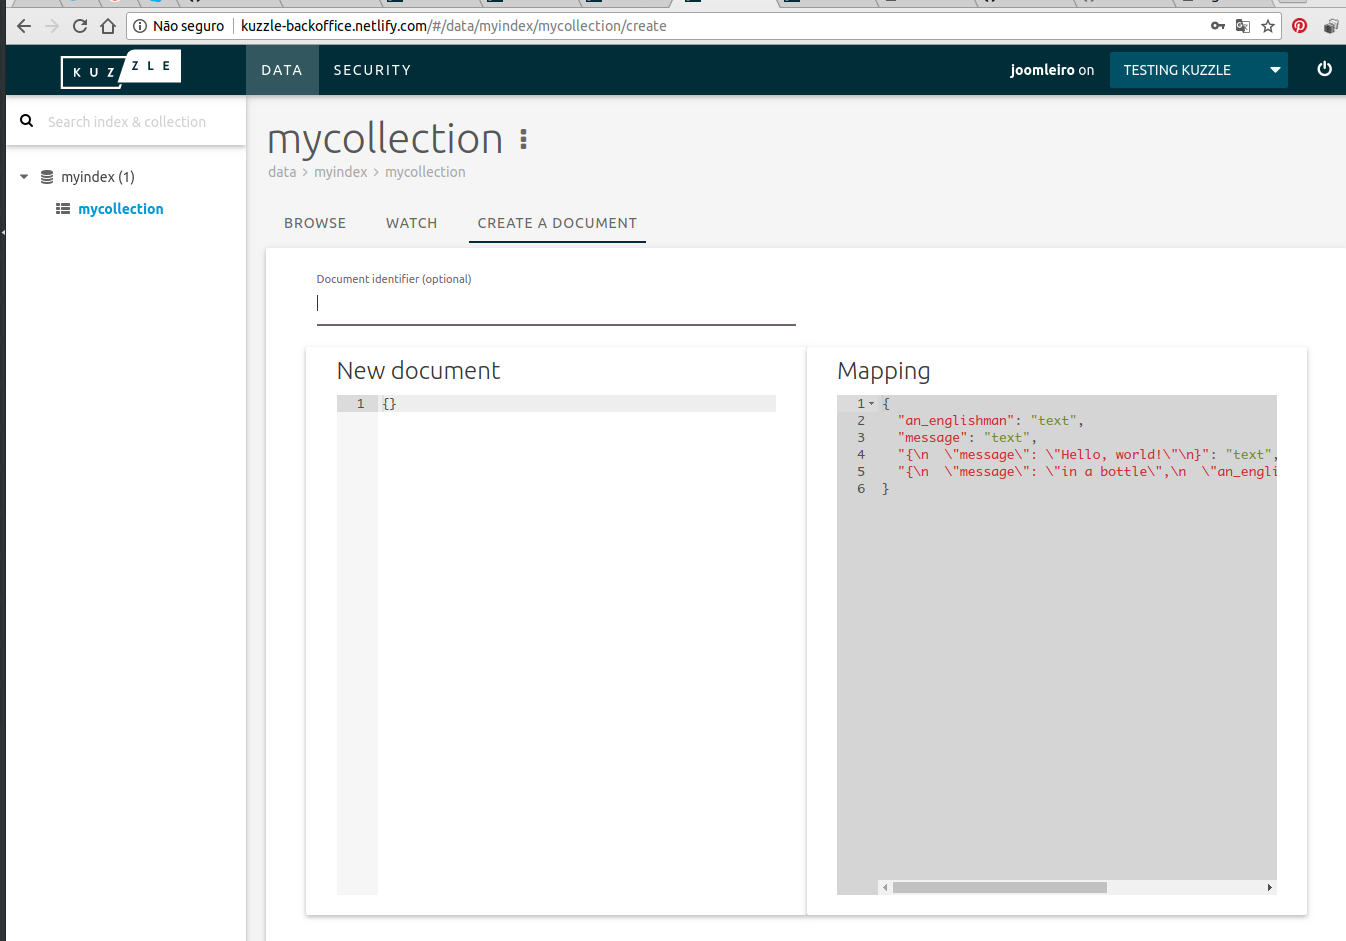 Não seguro kuzzle-backoffice.netlify.com/#/data/myindex/mycollection/create
KUZZLE DATA SECURITY joomleiro on TESTING KUZZLE
Search index & collection
myindex (1)
mycollection
mycollection
data > myindex > mycollection
BROWSE WATCH CREATE A DOCUMENT
Document identifier (optional)
New document
1 {}
Mapping
1 {
2 "an_englishman": "text",
3 "message": "text",
4 "{\n  \"message\": \"Hello, world!\"\n}": "text",
5 "{\n  \"message\": \"in a bottle\",\n  \"an_engli
6 }